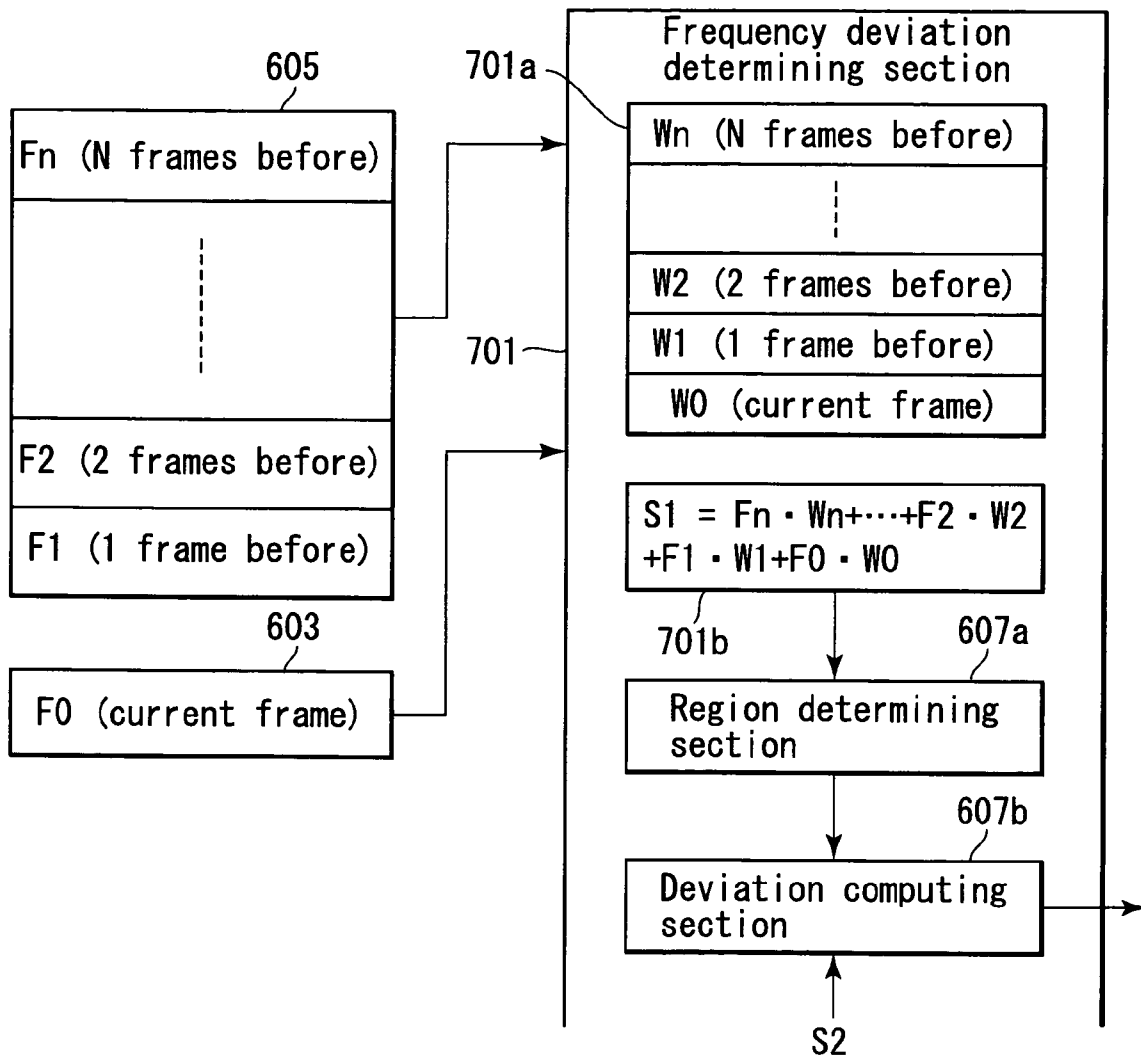 605
Fn (N frames before)
F2 (2 frames before)
F1 (1 frame before)
603
F0 (current frame)
Frequency deviation
determining section
701a
Wn (N frames before)
W2 (2 frames before)
W1 (1 frame before)
W0 (current frame)
701
S1 = Fn · Wn+···+F2 · W2
+F1 · W1+F0 · W0
701b
607a
Region determining
section
607b
Deviation computing
section
S2